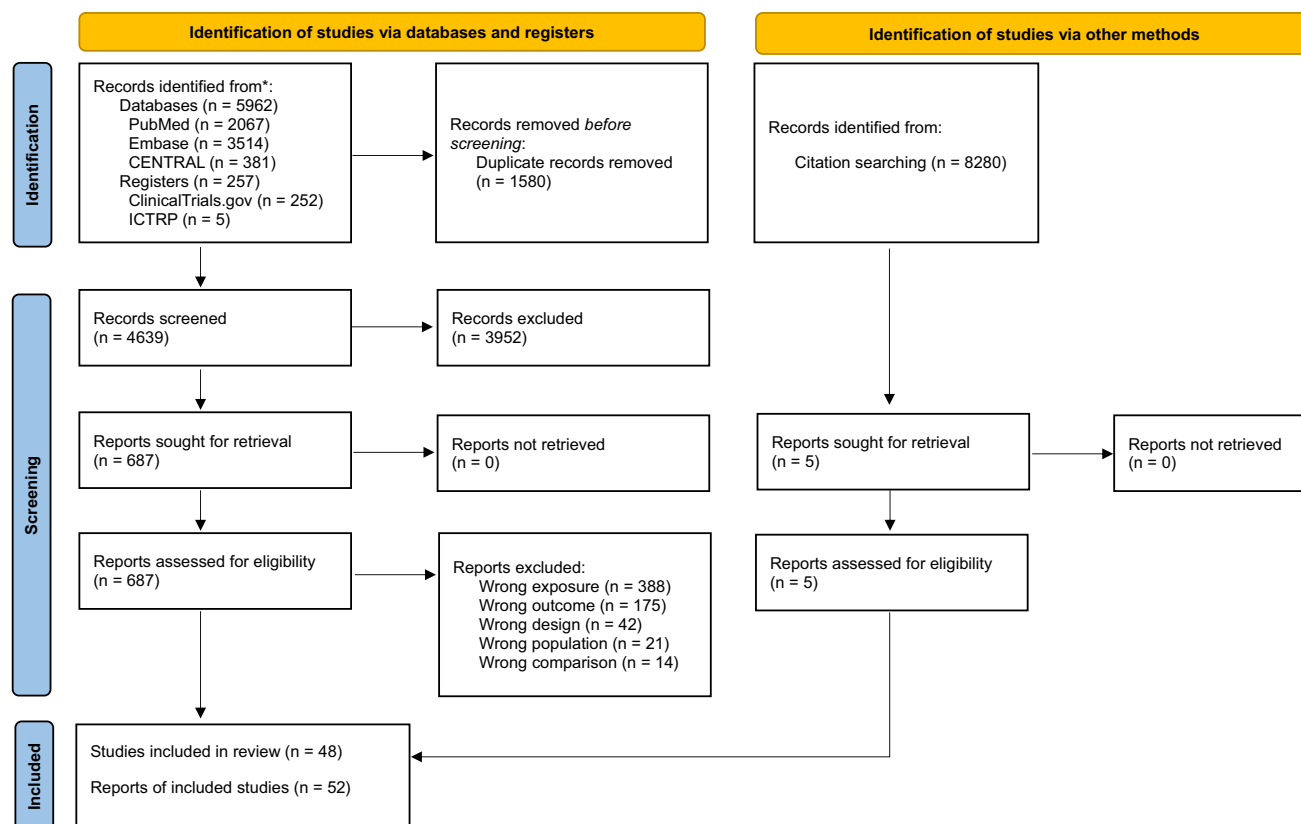 Identification of studies via databases and registers
Identification of studies via other methods
Identification
Records identified from*:
Databases (n = 5962)
PubMed (n = 2067)
Embase (n = 3514)
CENTRAL (n = 381)
Registers (n = 257)
ClinicalTrials.gov (n = 252)
ICTRP (n = 5)
Records removed before
screening:
Duplicate records removed
(n = 1580)
Records identified from:
Citation searching (n = 8280)
Screening
Records screened
(n = 4639)
Records excluded
(n = 3952)
Reports sought for retrieval
(n = 687)
Reports not retrieved
(n = 0)
Reports sought for retrieval
(n = 5)
Reports not retrieved
(n = 0)
Reports assessed for eligibility
(n = 687)
Reports excluded:
Wrong exposure (n = 388)
Wrong outcome (n = 175)
Wrong design (n = 42)
Wrong population (n = 21)
Wrong comparison (n = 14)
Reports assessed for eligibility
(n = 5)
Included
Studies included in review (n = 48)
Reports of included studies (n = 52)